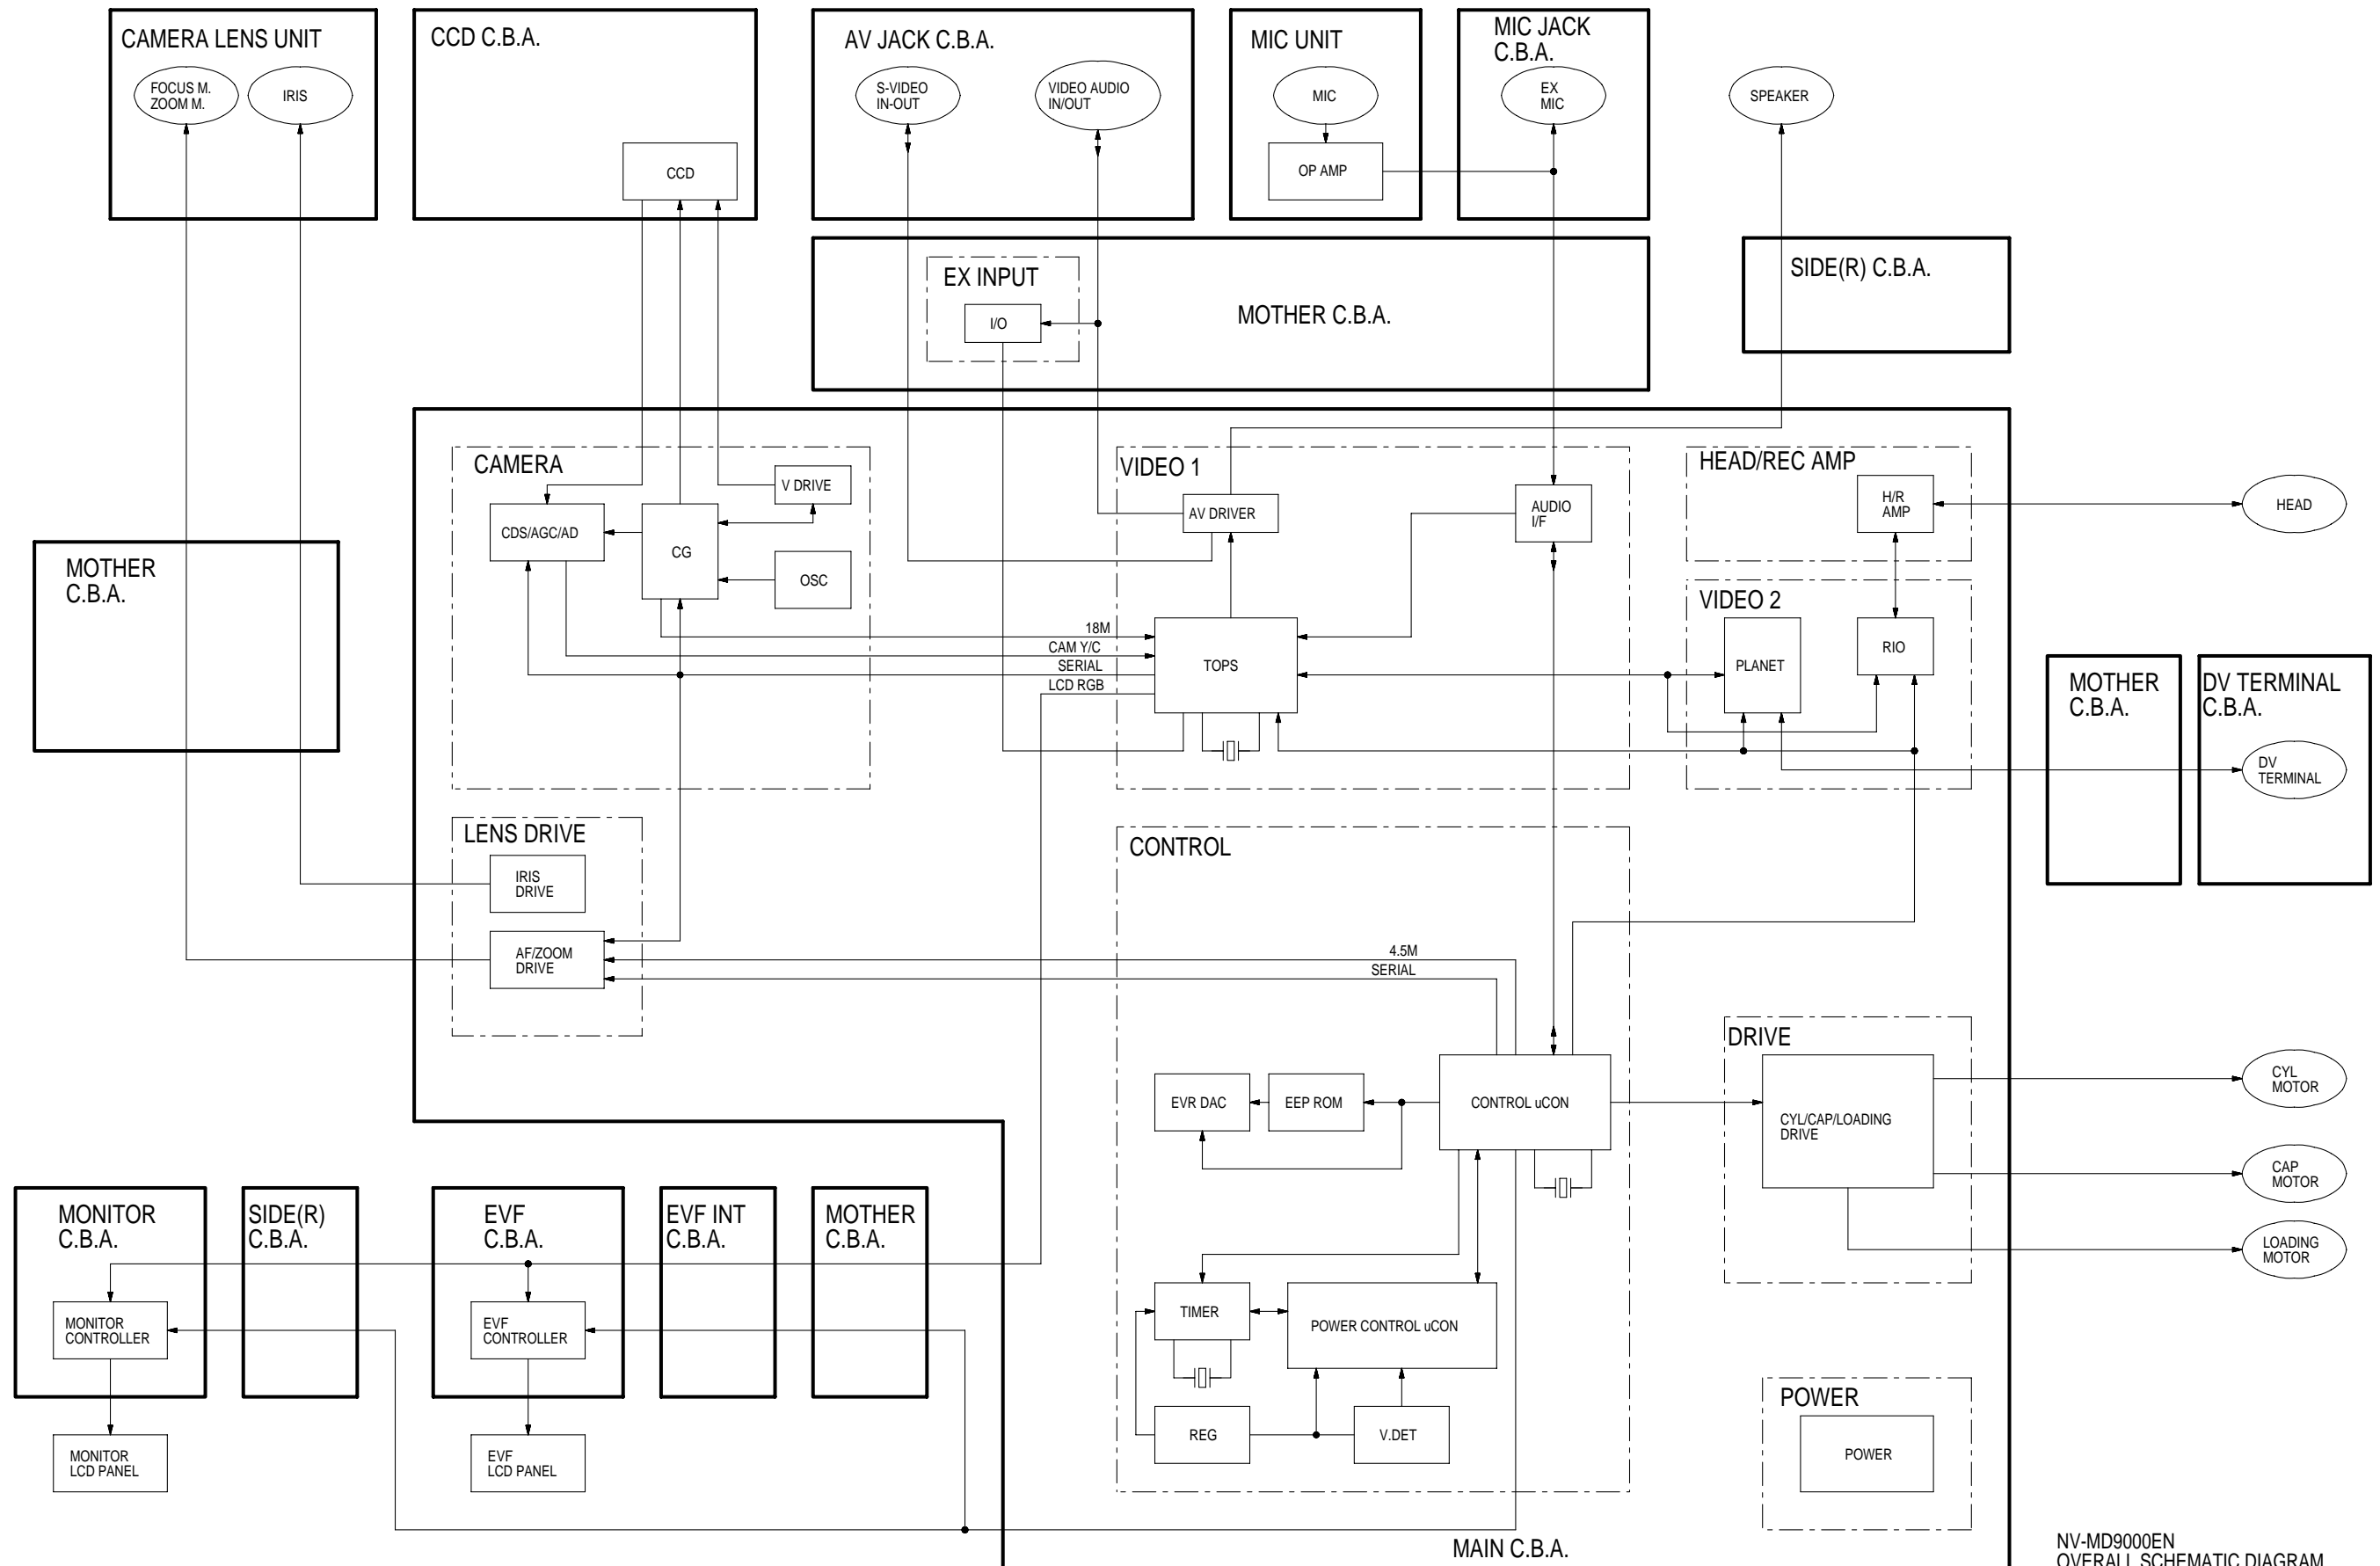 CAMERA LENS UNIT
FOCUS M.
ZOOM M.
IRIS
CCD C.B.A.
CCD
AV JACK C.B.A.
S-VIDEO
IN-OUT
VIDEO AUDIO
IN/OUT
MIC UNIT
MIC
OP AMP
MIC JACK
C.B.A.
EX
MIC
SPEAKER
EX INPUT
I/O
MOTHER C.B.A.
SIDE(R) C.B.A.
CAMERA
V DRIVE
CDS/AGC/AD
CG
OSC
MOTHER
C.B.A.
VIDEO 1
AV DRIVER
AUDIO
I/F
18M
CAM Y/C
SERIAL
LCD RGB
TOPS
HEAD/REC AMP
H/R
AMP
HEAD
VIDEO 2
PLANET
RIO
MOTHER
C.B.A.
DV TERMINAL
C.B.A.
DV
TERMINAL
LENS DRIVE
IRIS
DRIVE
AF/ZOOM
DRIVE
CONTROL
4.5M
SERIAL
EVR DAC
EEP ROM
CONTROL uCON
DRIVE
CYL/CAP/LOADING
DRIVE
CYL
MOTOR
CAP
MOTOR
LOADING
MOTOR
MONITOR
C.B.A.
SIDE(R)
C.B.A.
EVF
C.B.A.
EVF INT
C.B.A.
MOTHER
C.B.A.
MONITOR
CONTROLLER
EVF
CONTROLLER
TIMER
POWER CONTROL uCON
REG
V.DET
MONITOR
LCD PANEL
EVF
LCD PANEL
POWER
POWER
MAIN C.B.A.
NV-MD9000EN
OVERALL SCHEMATIC DIAGRAM